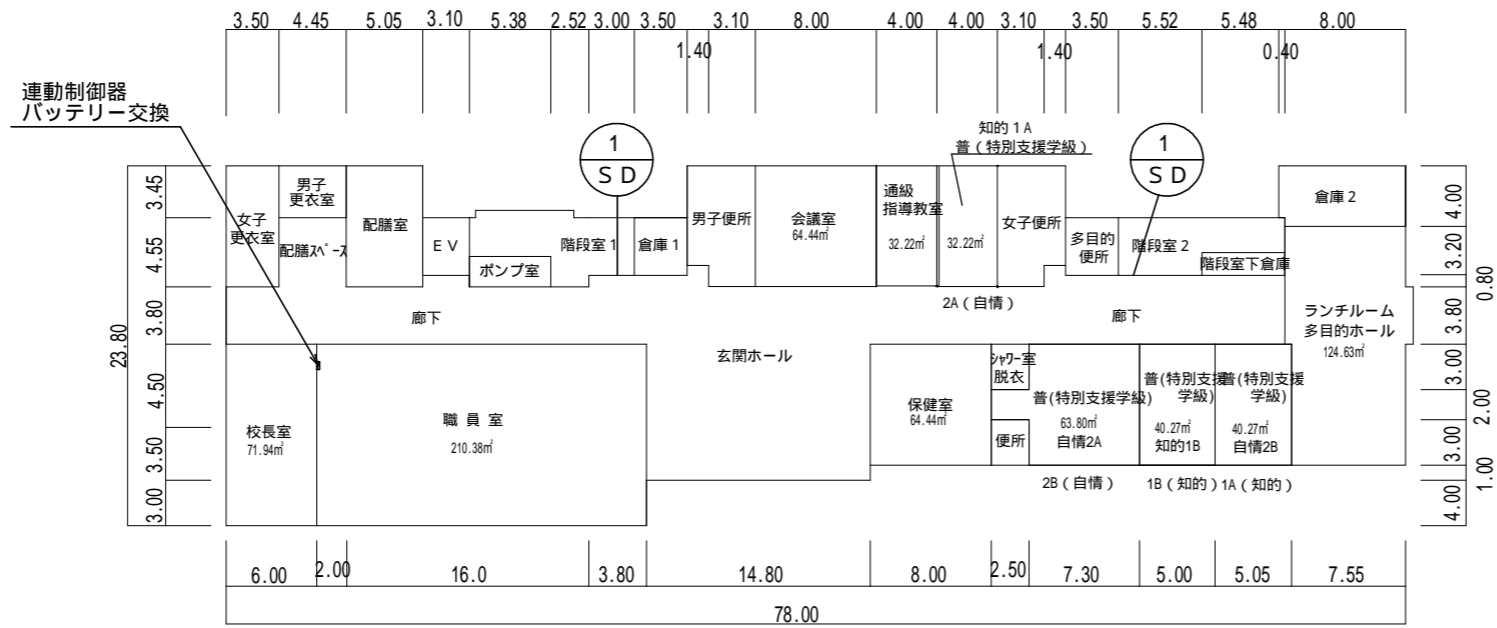 3.50 4.45 5.05 3.10 5.38 2.52 3.00 3.50 3.10 8.00 4.00 4.00 3.10 3.50 5.52 5.48 8.00
1.40 1.40 0.40
連動制御器
バッテリー交換
1
SD
知的1A
普(特別支援学級)
1
SD
3.45
4.55
3.80
4.50
3.50
3.00
23.80
女子
更衣室
男子
更衣室
配膳スペース
配膳室
EV
ポンプ室
階段室1
倉庫1
男子便所
会議室
64.44㎡
通級
指導教室
32.22㎡
32.22㎡
女子便所
多目的
便所
階段室2
階段室下倉庫
倉庫2
2A(自情)
廊下
廊下
玄関ホール
ランチルーム
多目的ホール
124.63㎡
校長室
71.94㎡
職員室
210.38㎡
保健室
64.44㎡
シャワー室
脱衣
便所
普(特別支援学級)
63.80㎡
自情2A
普(特別支援
学級)
40.27㎡
知的1B
普(特別支援
学級)
40.27㎡
自情2B
2B(自情)
1B(知的)
1A(知的)
4.00
3.20
0.80
3.80
3.00
2.00
3.00
1.00
4.00
6.00 2.00 16.0 3.80 14.80 8.00 2.50 7.30 5.00 5.05 7.55
78.00